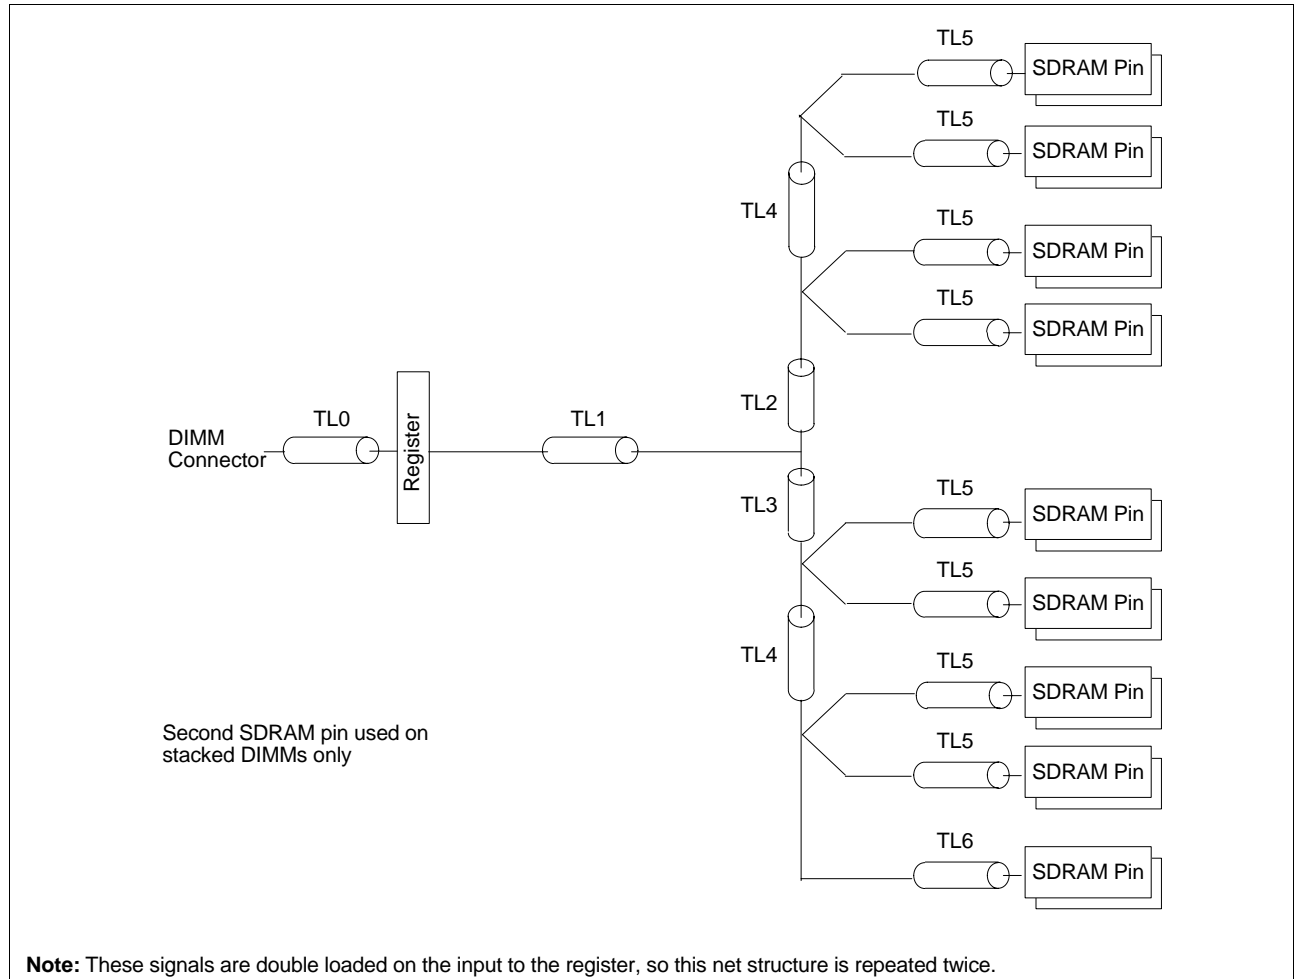 TL5
SDRAM Pin
TL5
SDRAM Pin
TL4
TL5
SDRAM Pin
TL5
SDRAM Pin
TL2
DIMM
Connector
TL0
Register
TL1
TL3
TL5
SDRAM Pin
TL5
SDRAM Pin
TL4
TL5
SDRAM Pin
TL5
SDRAM Pin
TL6
SDRAM Pin
Second SDRAM pin used on
stacked DIMMs only
Note: These signals are double loaded on the input to the register, so this net structure is repeated twice.